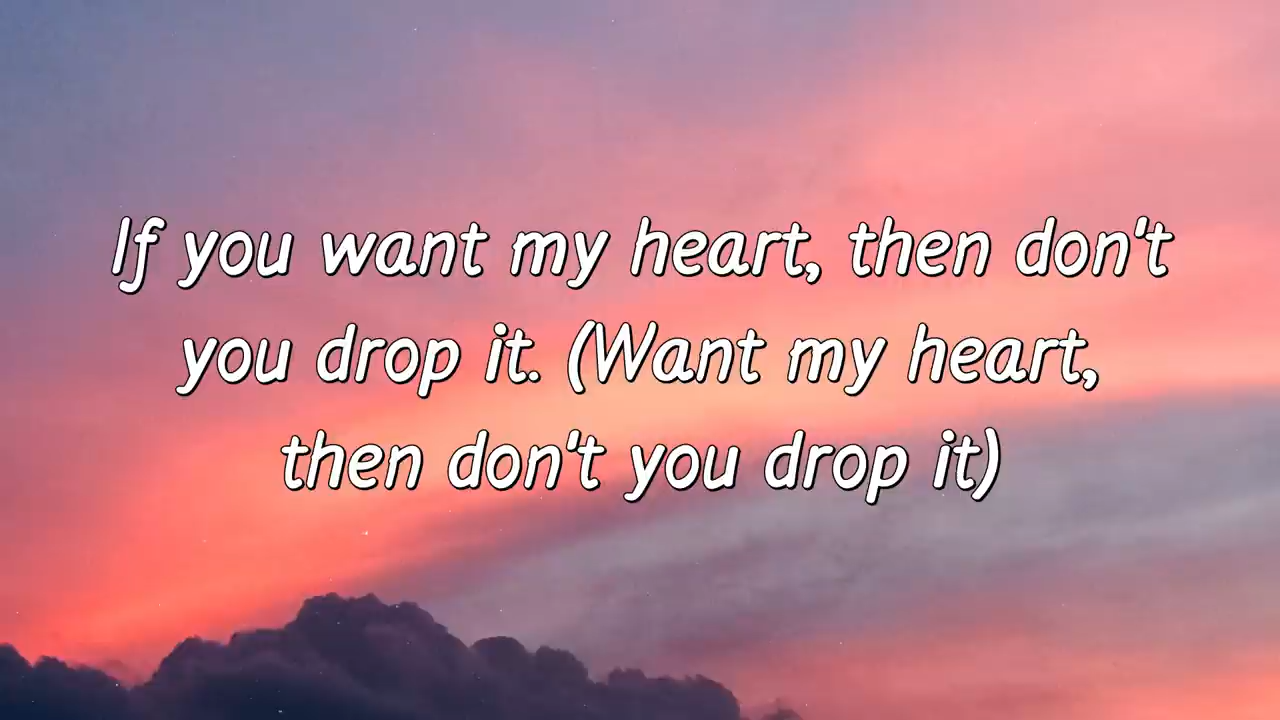 If you want my heart, then don't
you drop it. (Want my heart,
then don't you drop it)